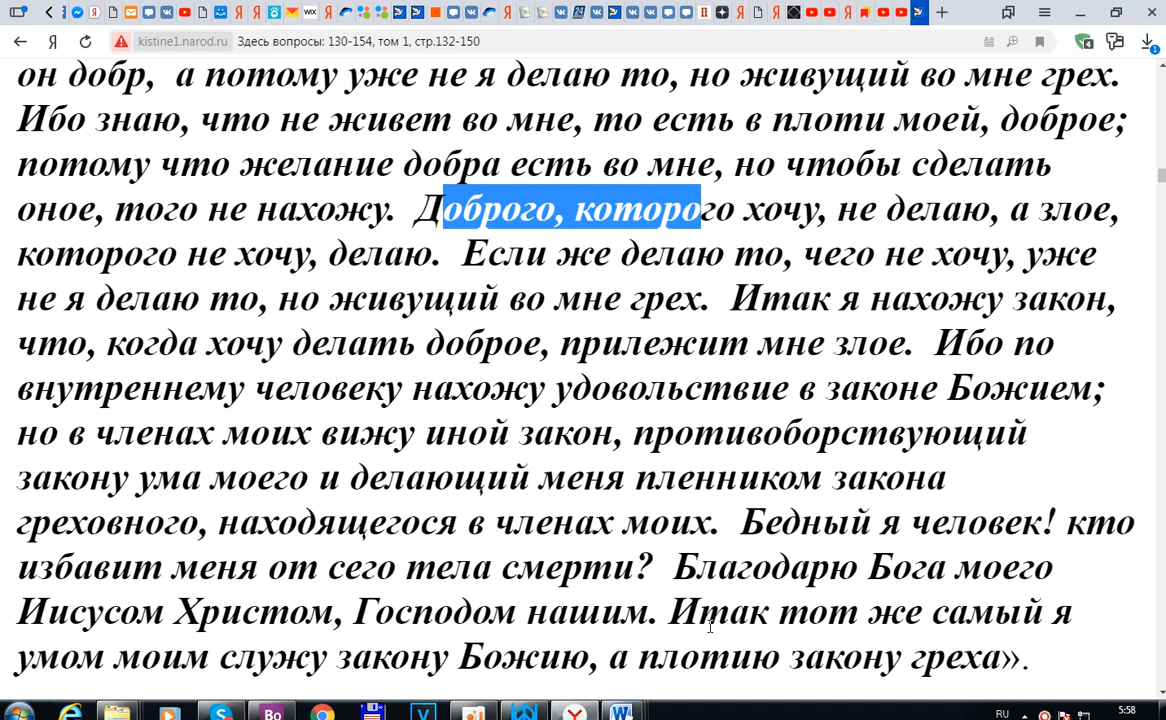 kistine1.narod.ru Здесь вопросы: 130-154, том 1, стр.132-150
он добр, а потому уже не я делаю то, но живущий во мне грех.
Ибо знаю, что не живет во мне, то есть в плоти моей, доброе;
потому что желание добра есть во мне, но чтобы сделать
оное, того не нахожу. Доброго, которого хочу, не делаю, а злое,
которого не хочу, делаю. Если же делаю то, чего не хочу, уже
не я делаю то, но живущий во мне грех. Итак я нахожу закон,
что, когда хочу делать доброе, прилежит мне злое. Ибо по
внутреннему человеку нахожу удовольствие в законе Божием;
но в членах моих вижу иной закон, противоборствующий
закону ума моего и делающий меня пленником закона
греховного, находящегося в членах моих. Бедный я человек! кто
избавит меня от сего тела смерти? Благодарю Бога моего
Иисусом Христом, Господом нашим. Итак тот же самый я
умом моим служу закону Божию, а плотию закону греха».
RU 5:58